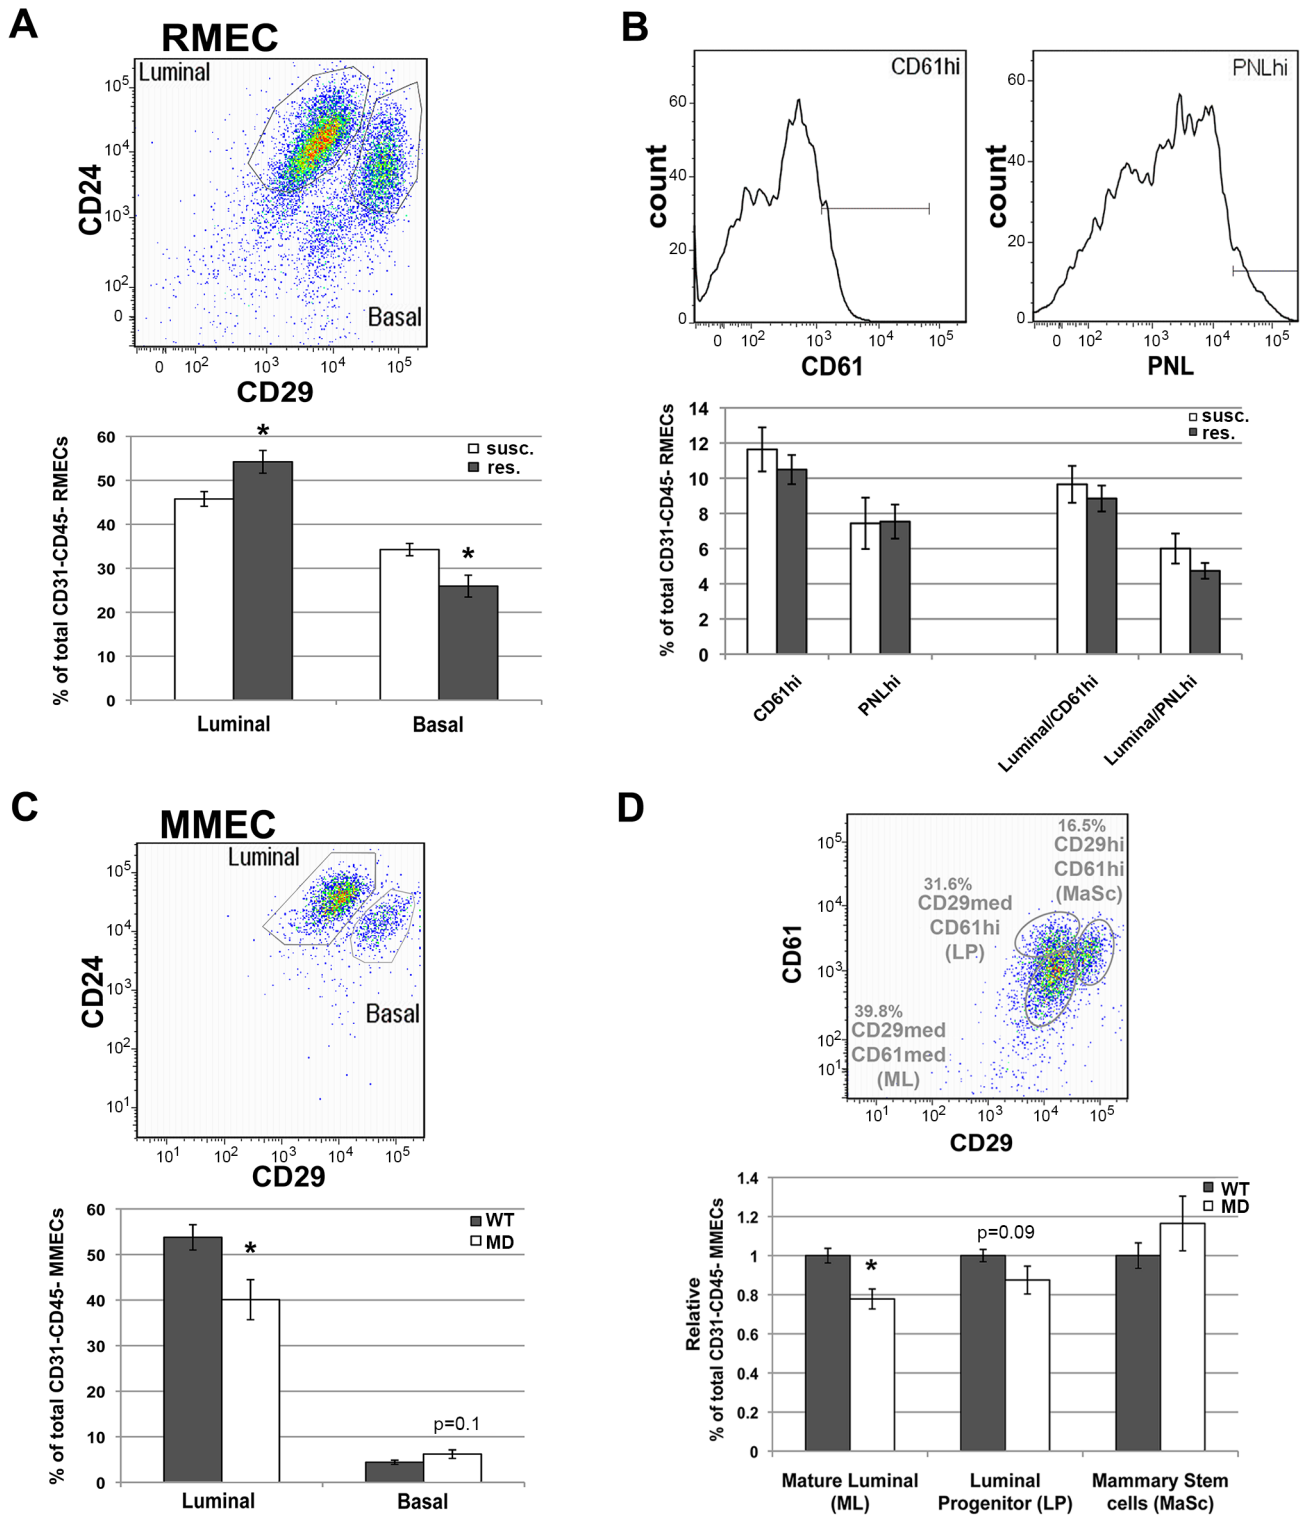 A
RMEC
Luminal
Basal
CD24
10^5
10^4
10^3
10^2
0
0 10^2 10^3 10^4 10^5
CD29
% of total CD31-CD45- RMECs
60
50
40
30
20
10
0
*
*
susc.
res.
Luminal Basal
B
CD61hi
count
60
40
20
0
0 10^2 10^3 10^4 10^5
CD61
PNLhi
count
60
40
20
0
0 10^2 10^3 10^4 10^5
PNL
% of total CD31-CD45- RMECs
14
12
10
8
6
4
2
0
susc.
res.
CD61hi
PNLhi
Luminal/CD61hi
Luminal/PNLhi
C
MMEC
Luminal
Basal
CD24
10^5
10^4
10^3
10^2
10^1
10^1 10^2 10^3 10^4 10^5
CD29
% of total CD31-CD45- MMECs
60
50
40
30
20
10
0
*
p=0.1
WT
MD
Luminal Basal
D
16.5%
CD29hi
CD61hi
(MaSc)
31.6%
CD29med
CD61hi
(LP)
39.8%
CD29med
CD61med
(ML)
CD61
10^5
10^4
10^3
10^2
10^1
10^1 10^2 10^3 10^4 10^5
CD29
Relative
% of total CD31-CD45- MMECs
1.4
1.2
1
0.8
0.6
0.4
0.2
0
*
p=0.09
WT
MD
Mature Luminal
(ML)
Luminal
Progenitor (LP)
Mammary Stem
cells (MaSc)